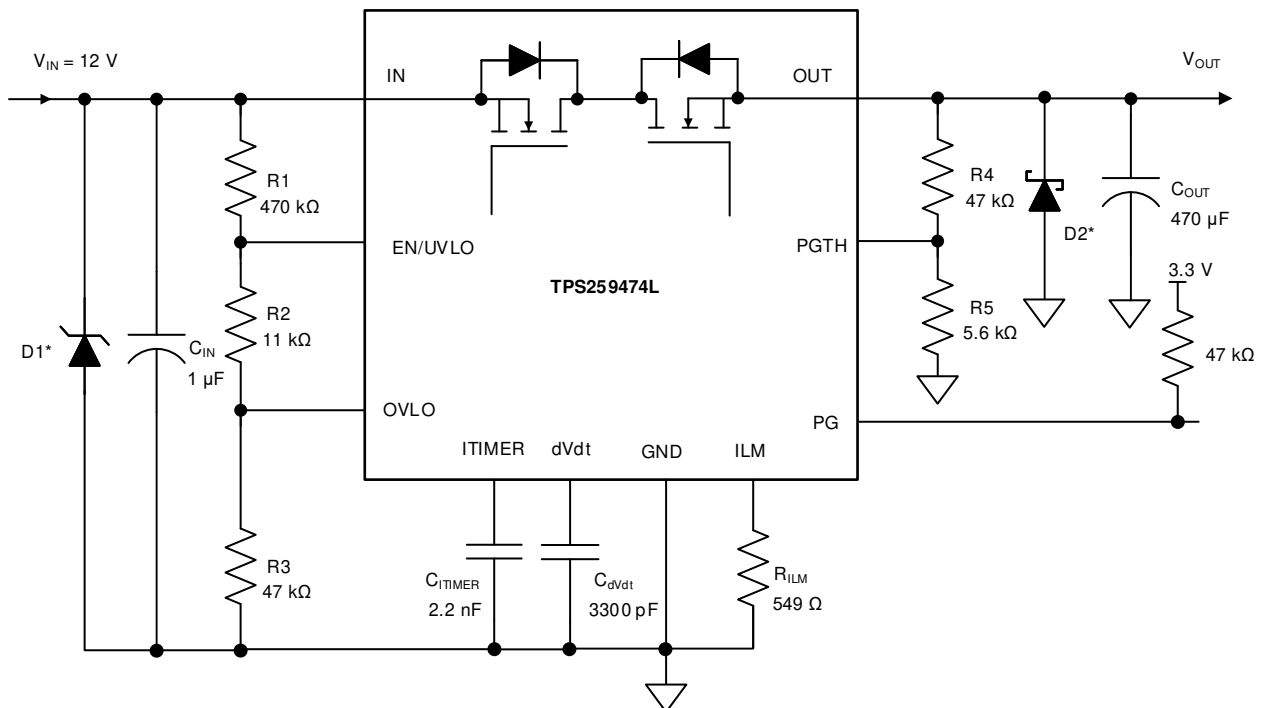 V_IN = 12 V
IN
OUT
V_OUT
R1
470 kΩ
R4
47 kΩ
C_OUT
470 µF
D2*
EN/UVLO
PGTH
3.3 V
TPS259474L
R2
11 kΩ
R5
5.6 kΩ
D1*
C_IN
1 µF
47 kΩ
OVLO
PG
ITIMER
dVdt
GND
ILM
R3
47 kΩ
C_ITIMER
2.2 nF
C_dVdt
3300 pF
R_ILM
549 Ω